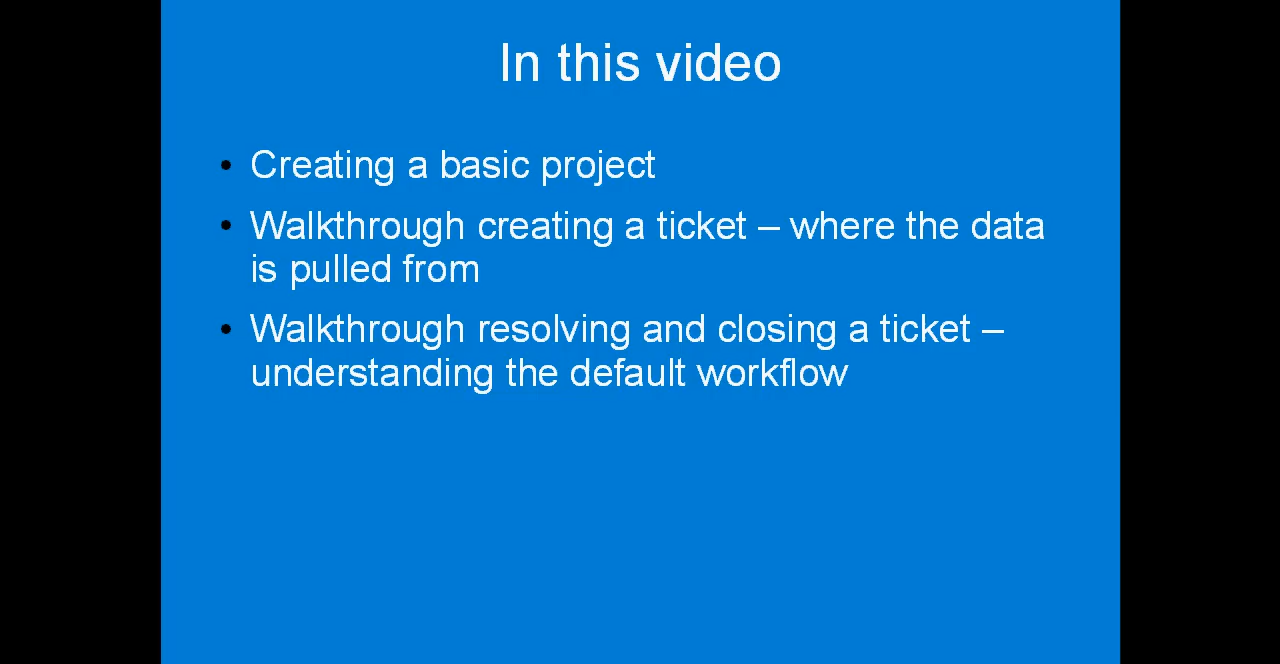 In this video
• Creating a basic project
• Walkthrough creating a ticket – where the data
is pulled from
• Walkthrough resolving and closing a ticket –
understanding the default workflow